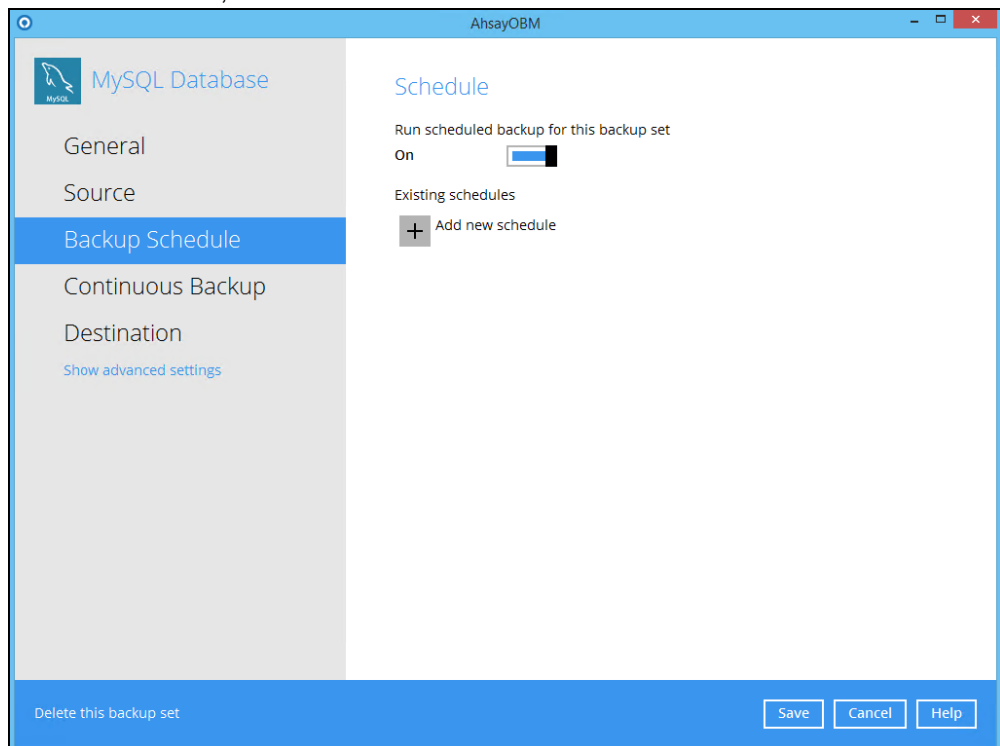 AhsayOBM
MySQL
MySQL Database
General
Source
Backup Schedule
Continuous Backup
Destination
Show advanced settings
Schedule
Run scheduled backup for this backup set
On
Existing schedules
Add new schedule
Delete this backup set
Save
Cancel
Help